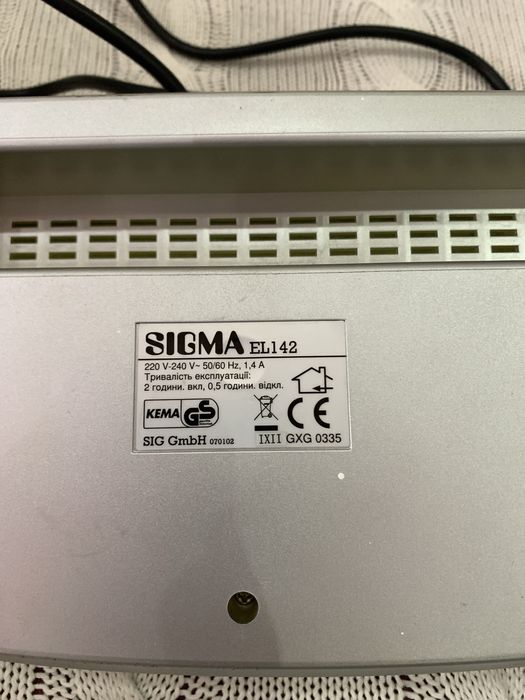 SIGMA EL142
220 V-240 V~ 50/60 Hz, 1,4 A
Тривалість експлуатації:
2 години. вкл, 0,5 години. відкл.
KEMA GS
SIG GmbH 070102
IXII GXG 0335